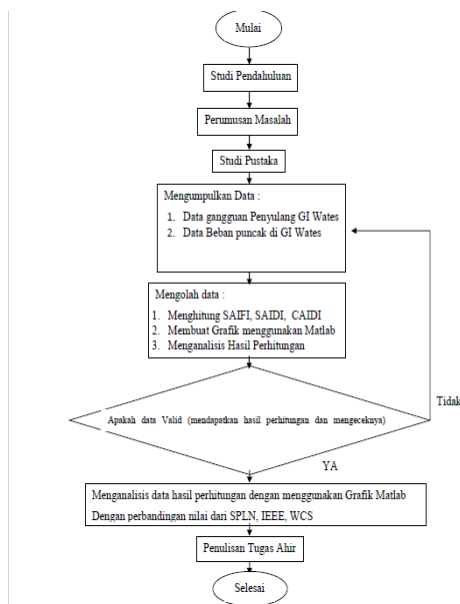 Mulai
Studi Pendahuluan
Perumusan Masalah
Studi Pustaka
Mengumpulkan Data :
1. Data gangguan Penyulang GI Wates
2. Data Beban puncak di GI Wates
Mengolah data :
1. Menghitung SAIFI, SAIDI, CAIDI
2. Membuat Grafik menggunakan Matlab
3. Menganalisis Hasil Perhitungan
Tidak
Apakah data Valid (mendapatkan hasil perhitungan dan mengeceknya)
YA
Menganalisis data hasil perhitungan dengan menggunakan Grafik Matlab
Dengan perbandingan nilai dari SPLN, IEEE, WCS
Penulisan Tugas Ahir
Selesai